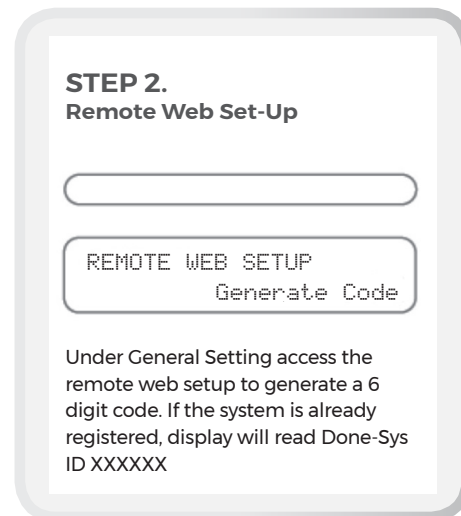 STEP 2.
Remote Web Set-Up
REMOTE WEB SETUP
Generate Code
Under General Setting access the
remote web setup to generate a 6
digit code. If the system is already
registered, display will read Done-Sys
ID XXXXXX